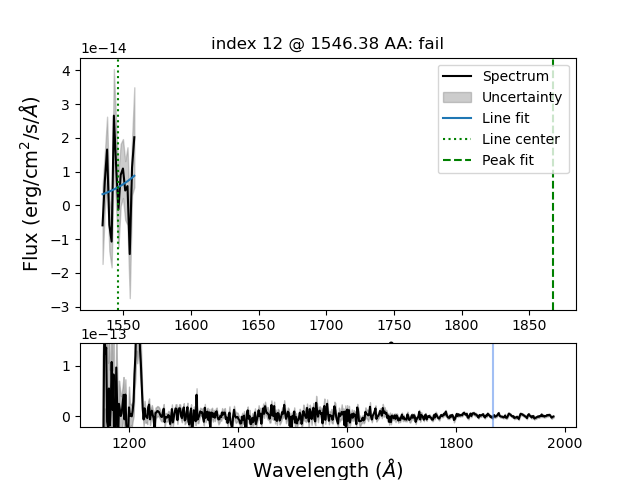 index 12 @ 1546.38 AA: fail
1e−14
4
3
2
1
0
−1
−2
−3
Flux (erg/cm²/s/Å)
Spectrum
Uncertainty
Line fit
Line center
Peak fit
1550 1600 1650 1700 1750 1800 1850
1e−13
1
0
1200 1400 1600 1800 2000
Wavelength (Å)